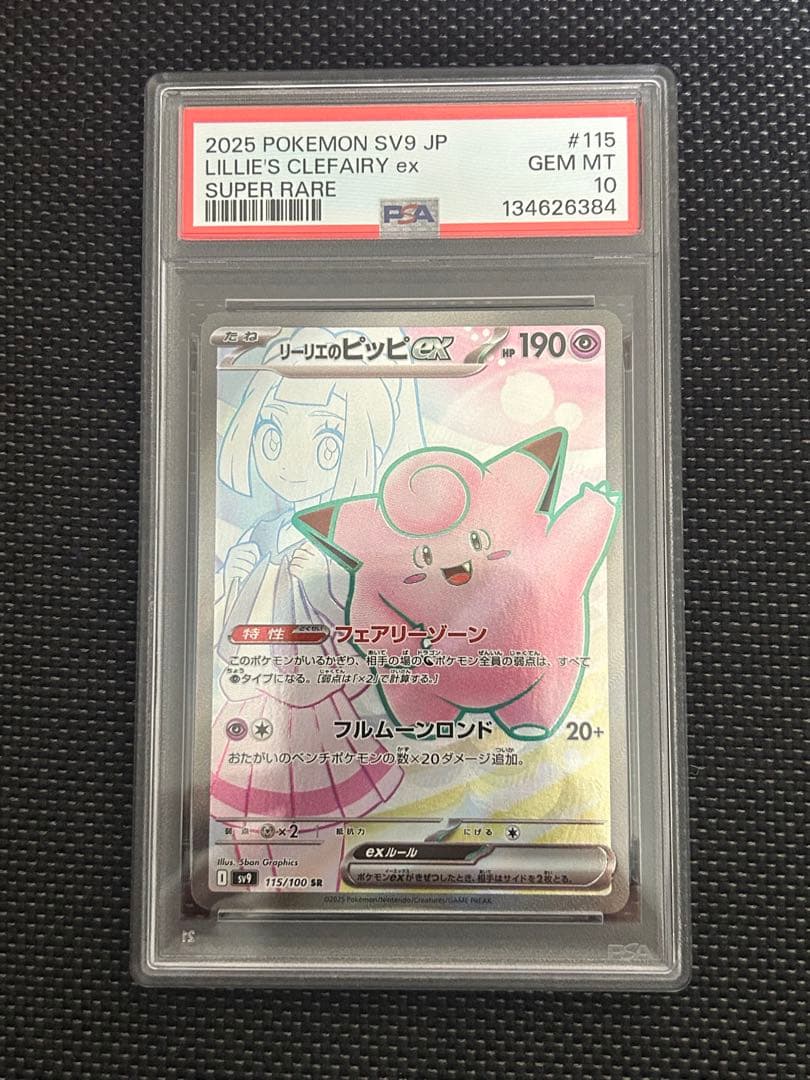 2025 POKEMON SV9 JP #115
LILLIE'S CLEFAIRY ex GEM MT
SUPER RARE 10
PSA 134626384
たね リーリエのピッピex HP 190
特性 とくせい フェアリーゾーン
このポケモンがいるかぎり、相手の場のポケモン全員の弱点は、すべて
タイプになる。[弱点は「×2」で計算する。]
フルムーンロンド 20+
おたがいのベンチポケモンの数×20ダメージ追加。
弱点 ×2 抵抗力 にげる
exルール
ポケモンexがきぜつしたとき、相手はサイドを2枚とる。
Illus. 5ban Graphics
I sv9 115/100 SR
©2025 Pokémon/Nintendo/Creatures/GAME FREAK.
PSA